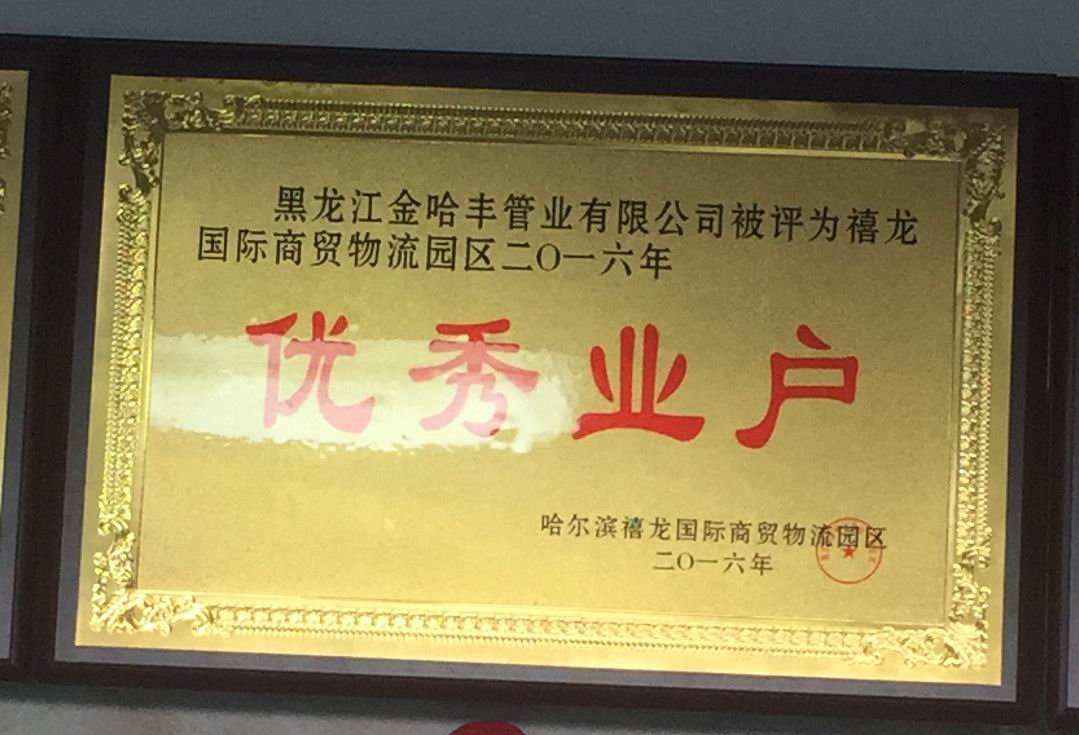 黑龙江金哈丰管业有限公司被评为禧龙
国际商贸物流园区二〇一六年
优秀业户
哈尔滨禧龙国际商贸物流园区
二〇一六年